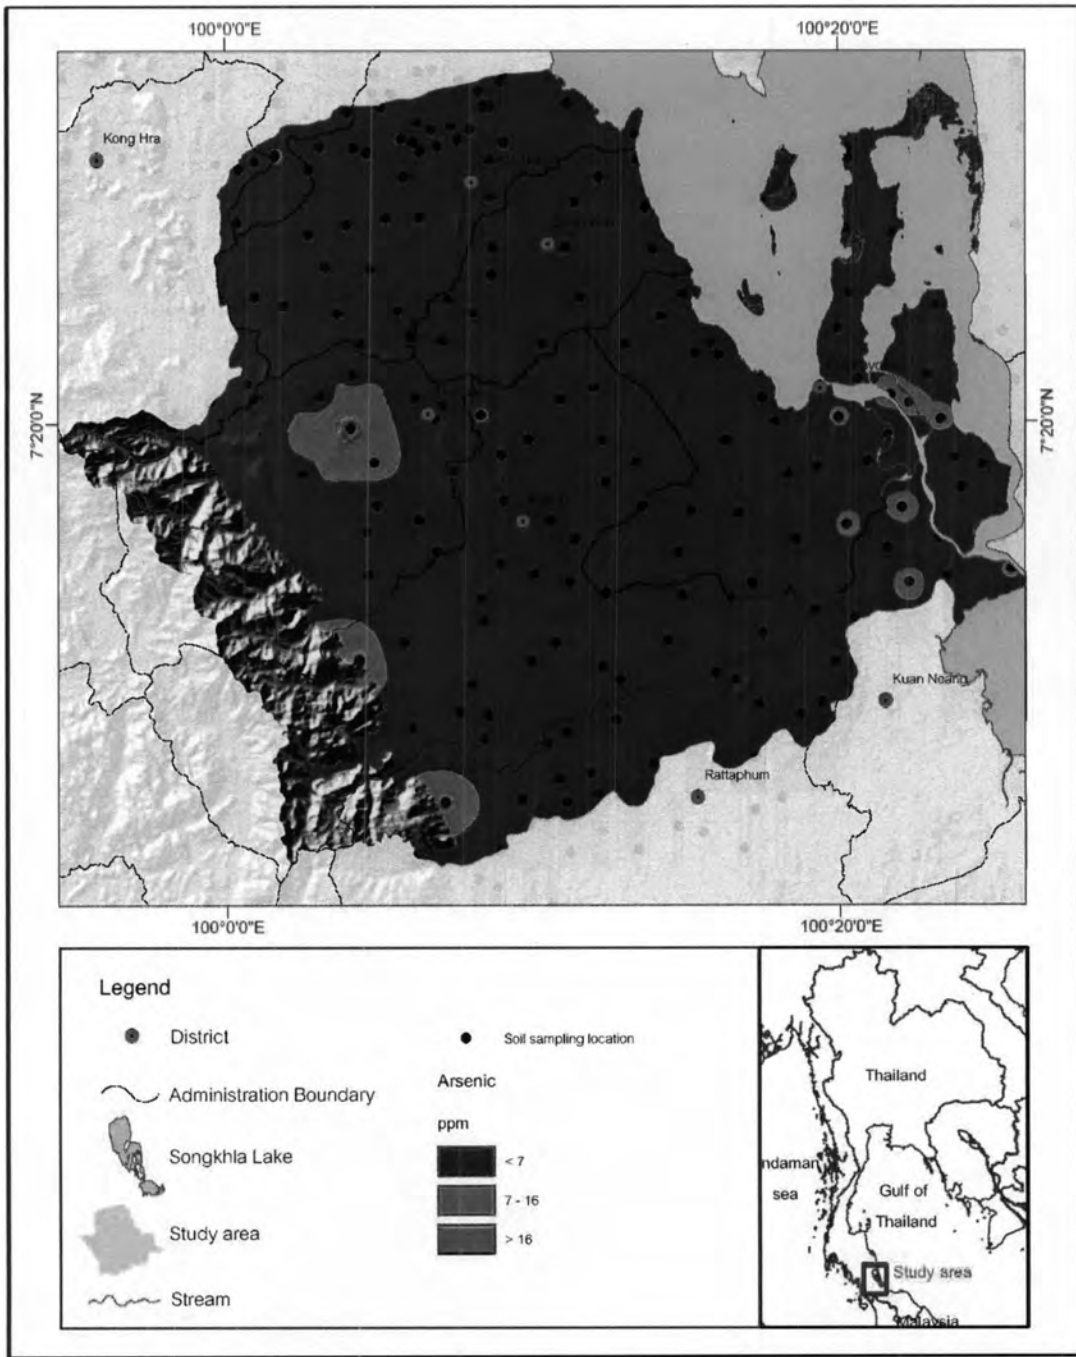 100°0'0"E
100°20'0"E
Kong Hra
7°20'0"N
7°20'0"N
Kuan Neang
Rattaphum
100°0'0"E
100°20'0"E
Legend
District
Administration Boundary
Songkhla Lake
Study area
Stream
Soil sampling location
Arsenic
ppm
< 7
7 - 16
> 16
Thailand
ndaman
sea
Gulf of
Thailand
Study area
Malaysia